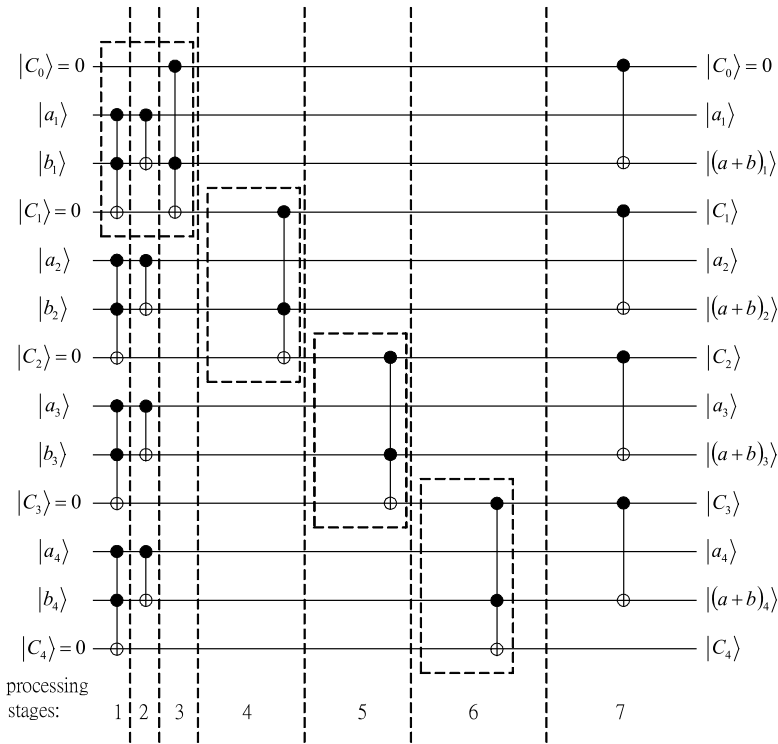 |C₀⟩ = 0 |C₀⟩ = 0
|a₁⟩ |a₁⟩
|b₁⟩ |(a+b)₁⟩
|C₁⟩ = 0 |C₁⟩
|a₂⟩ |a₂⟩
|b₂⟩ |(a+b)₂⟩
|C₂⟩ = 0 |C₂⟩
|a₃⟩ |a₃⟩
|b₃⟩ |(a+b)₃⟩
|C₃⟩ = 0 |C₃⟩
|a₄⟩ |a₄⟩
|b₄⟩ |(a+b)₄⟩
|C₄⟩ = 0 |C₄⟩
processing
stages: 1 2 3 4 5 6 7